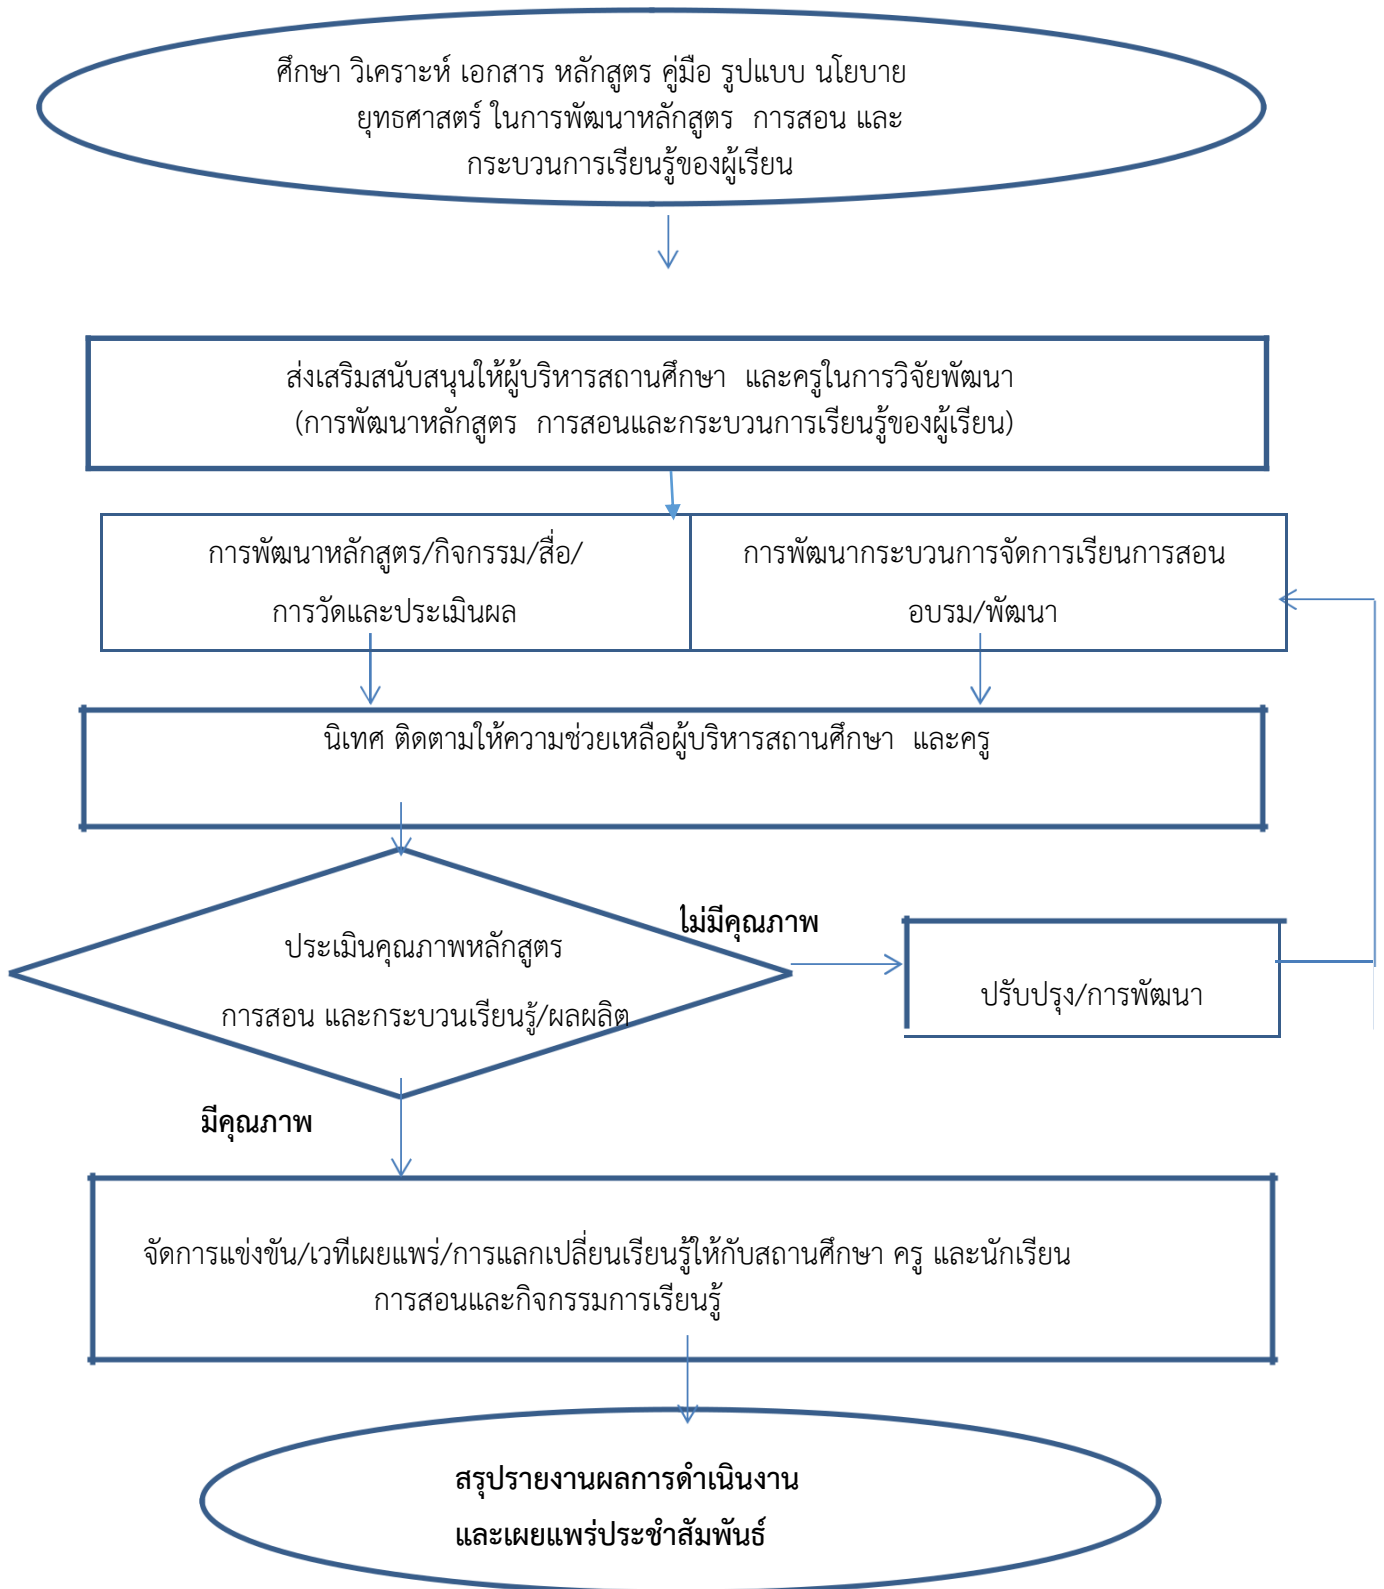 ศึกษา วิเคราะห์ เอกสาร หลักสูตร คู่มือ รูปแบบ นโยบาย
ยุทธศาสตร์ ในการพัฒนาหลักสูตร การสอน และ
กระบวนการเรียนรู้ของผู้เรียน
ส่งเสริมสนับสนุนให้ผู้บริหารสถานศึกษา และครูในการวิจัยพัฒนา
(การพัฒนาหลักสูตร การสอนและกระบวนการเรียนรู้ของผู้เรียน)
การพัฒนาหลักสูตร/กิจกรรม/สื่อ/
การวัดและประเมินผล
การพัฒนากระบวนการจัดการเรียนการสอน
อบรม/พัฒนา
นิเทศ ติดตามให้ความช่วยเหลือผู้บริหารสถานศึกษา และครู
ไม่มีคุณภาพ
ประเมินคุณภาพหลักสูตร
การสอน และกระบวนเรียนรู้/ผลผลิต
ปรับปรุง/การพัฒนา
มีคุณภาพ
จัดการแข่งขัน/เวทีเผยแพร่/การแลกเปลี่ยนเรียนรู้ให้กับสถานศึกษา ครู และนักเรียน
การสอนและกิจกรรมการเรียนรู้
สรุปรายงานผลการดำเนินงาน
และเผยแพร่ประชำสัมพันธ์